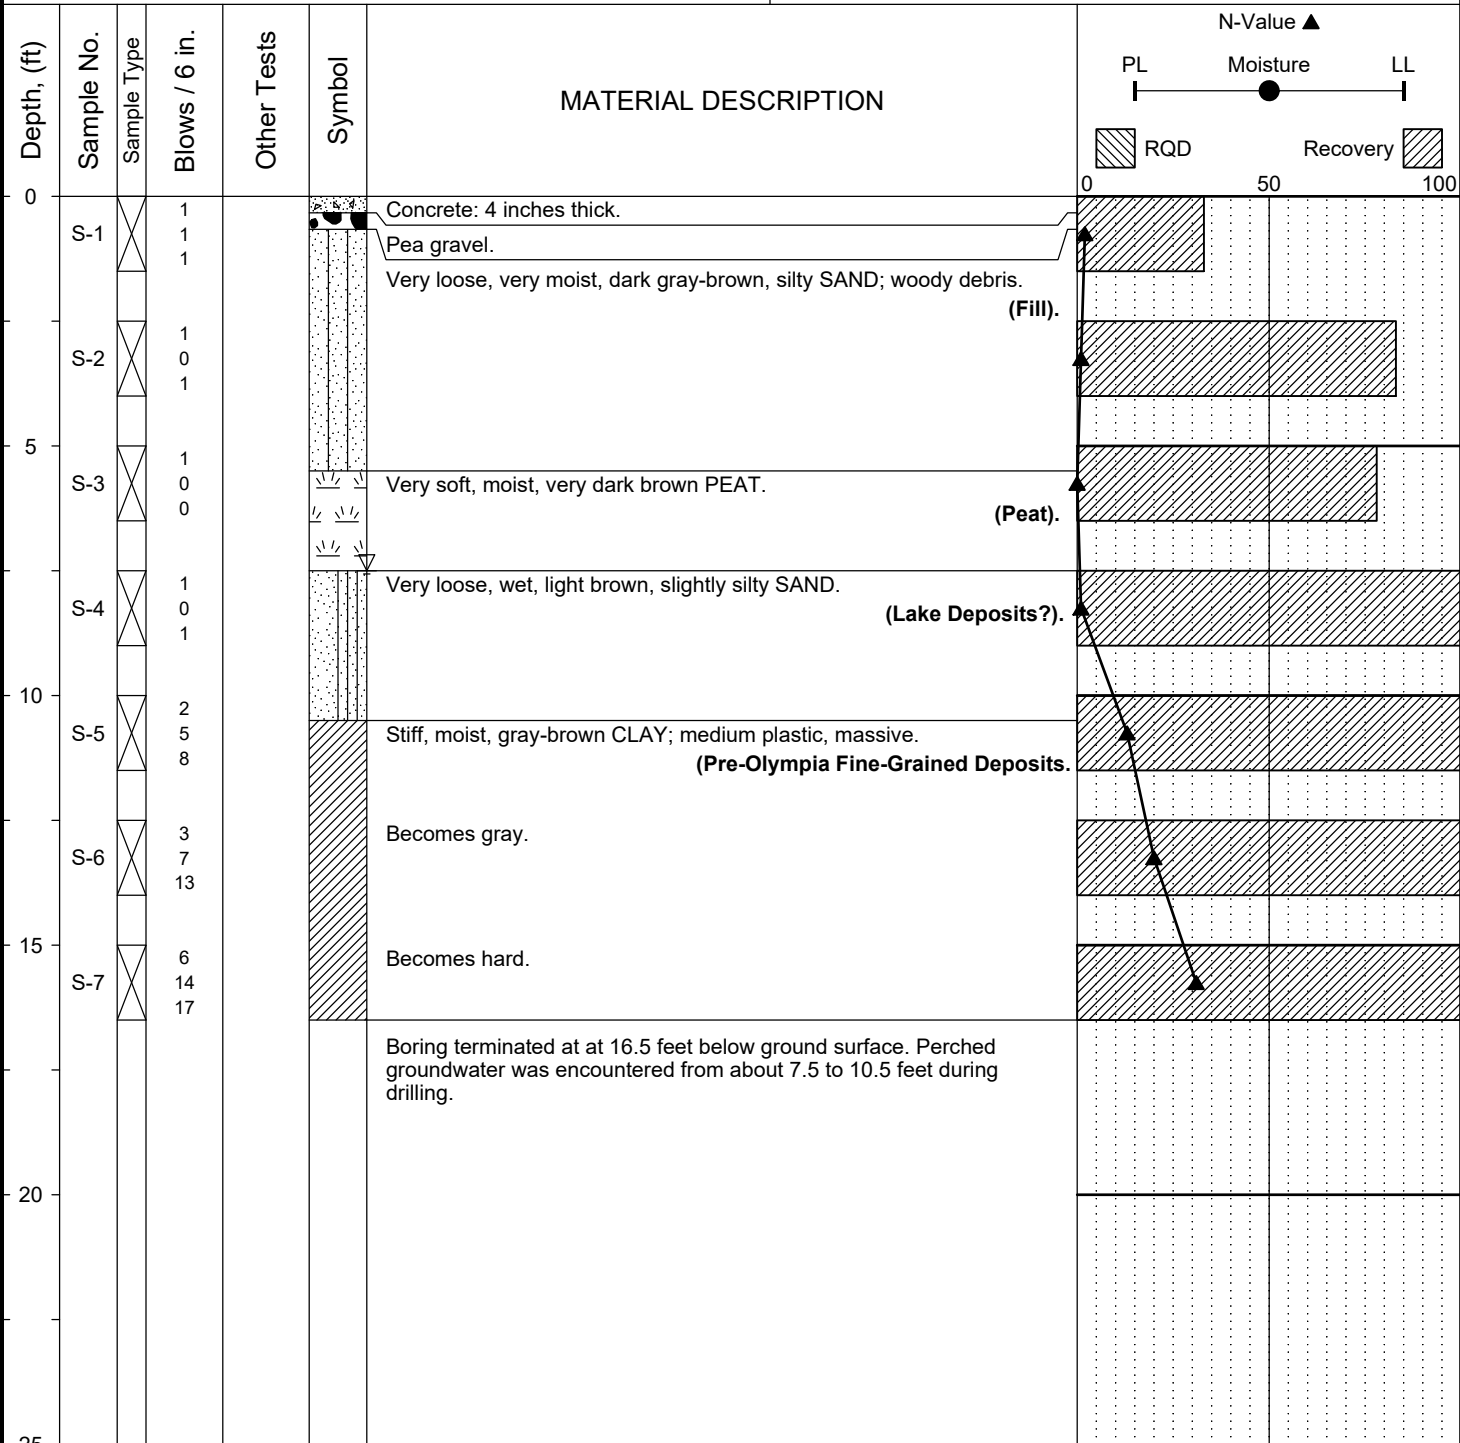 N-Value
PL Moisture LL
RQD Recovery
0 50 100
Depth, (ft)
Sample No.
Sample Type
Blows / 6 in.
Other Tests
Symbol
MATERIAL DESCRIPTION
0
S-1
1
1
1
Concrete: 4 inches thick.
Pea gravel.
Very loose, very moist, dark gray-brown, silty SAND; woody debris.
(Fill).
S-2
1
0
1
5
S-3
1
0
0
Very soft, moist, very dark brown PEAT.
(Peat).
S-4
1
0
1
Very loose, wet, light brown, slightly silty SAND.
(Lake Deposits?).
10
S-5
2
5
8
Stiff, moist, gray-brown CLAY; medium plastic, massive.
(Pre-Olympia Fine-Grained Deposits.
S-6
3
7
13
Becomes gray.
15
S-7
6
14
17
Becomes hard.
Boring terminated at at 16.5 feet below ground surface. Perched
groundwater was encountered from about 7.5 to 10.5 feet during
drilling.
20
25